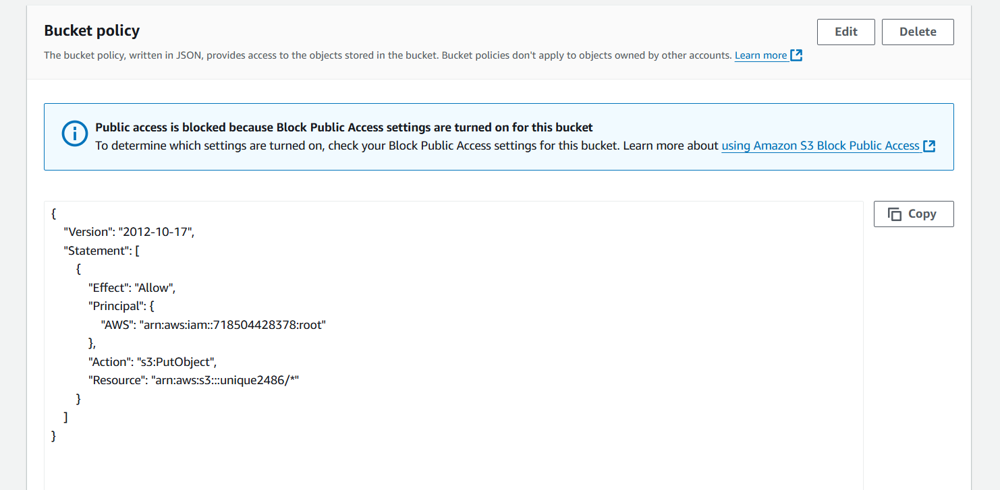 Bucket policy
Edit
Delete
The bucket policy, written in JSON, provides access to the objects stored in the bucket. Bucket policies don't apply to objects owned by other accounts. Learn more
Public access is blocked because Block Public Access settings are turned on for this bucket
To determine which settings are turned on, check your Block Public Access settings for this bucket. Learn more about using Amazon S3 Block Public Access
Copy
{
"Version": "2012-10-17",
"Statement": [
{
"Effect": "Allow",
"Principal": {
"AWS": "arn:aws:iam::718504428378:root"
},
"Action": "s3:PutObject",
"Resource": "arn:aws:s3:::unique2486/*"
}
]
}